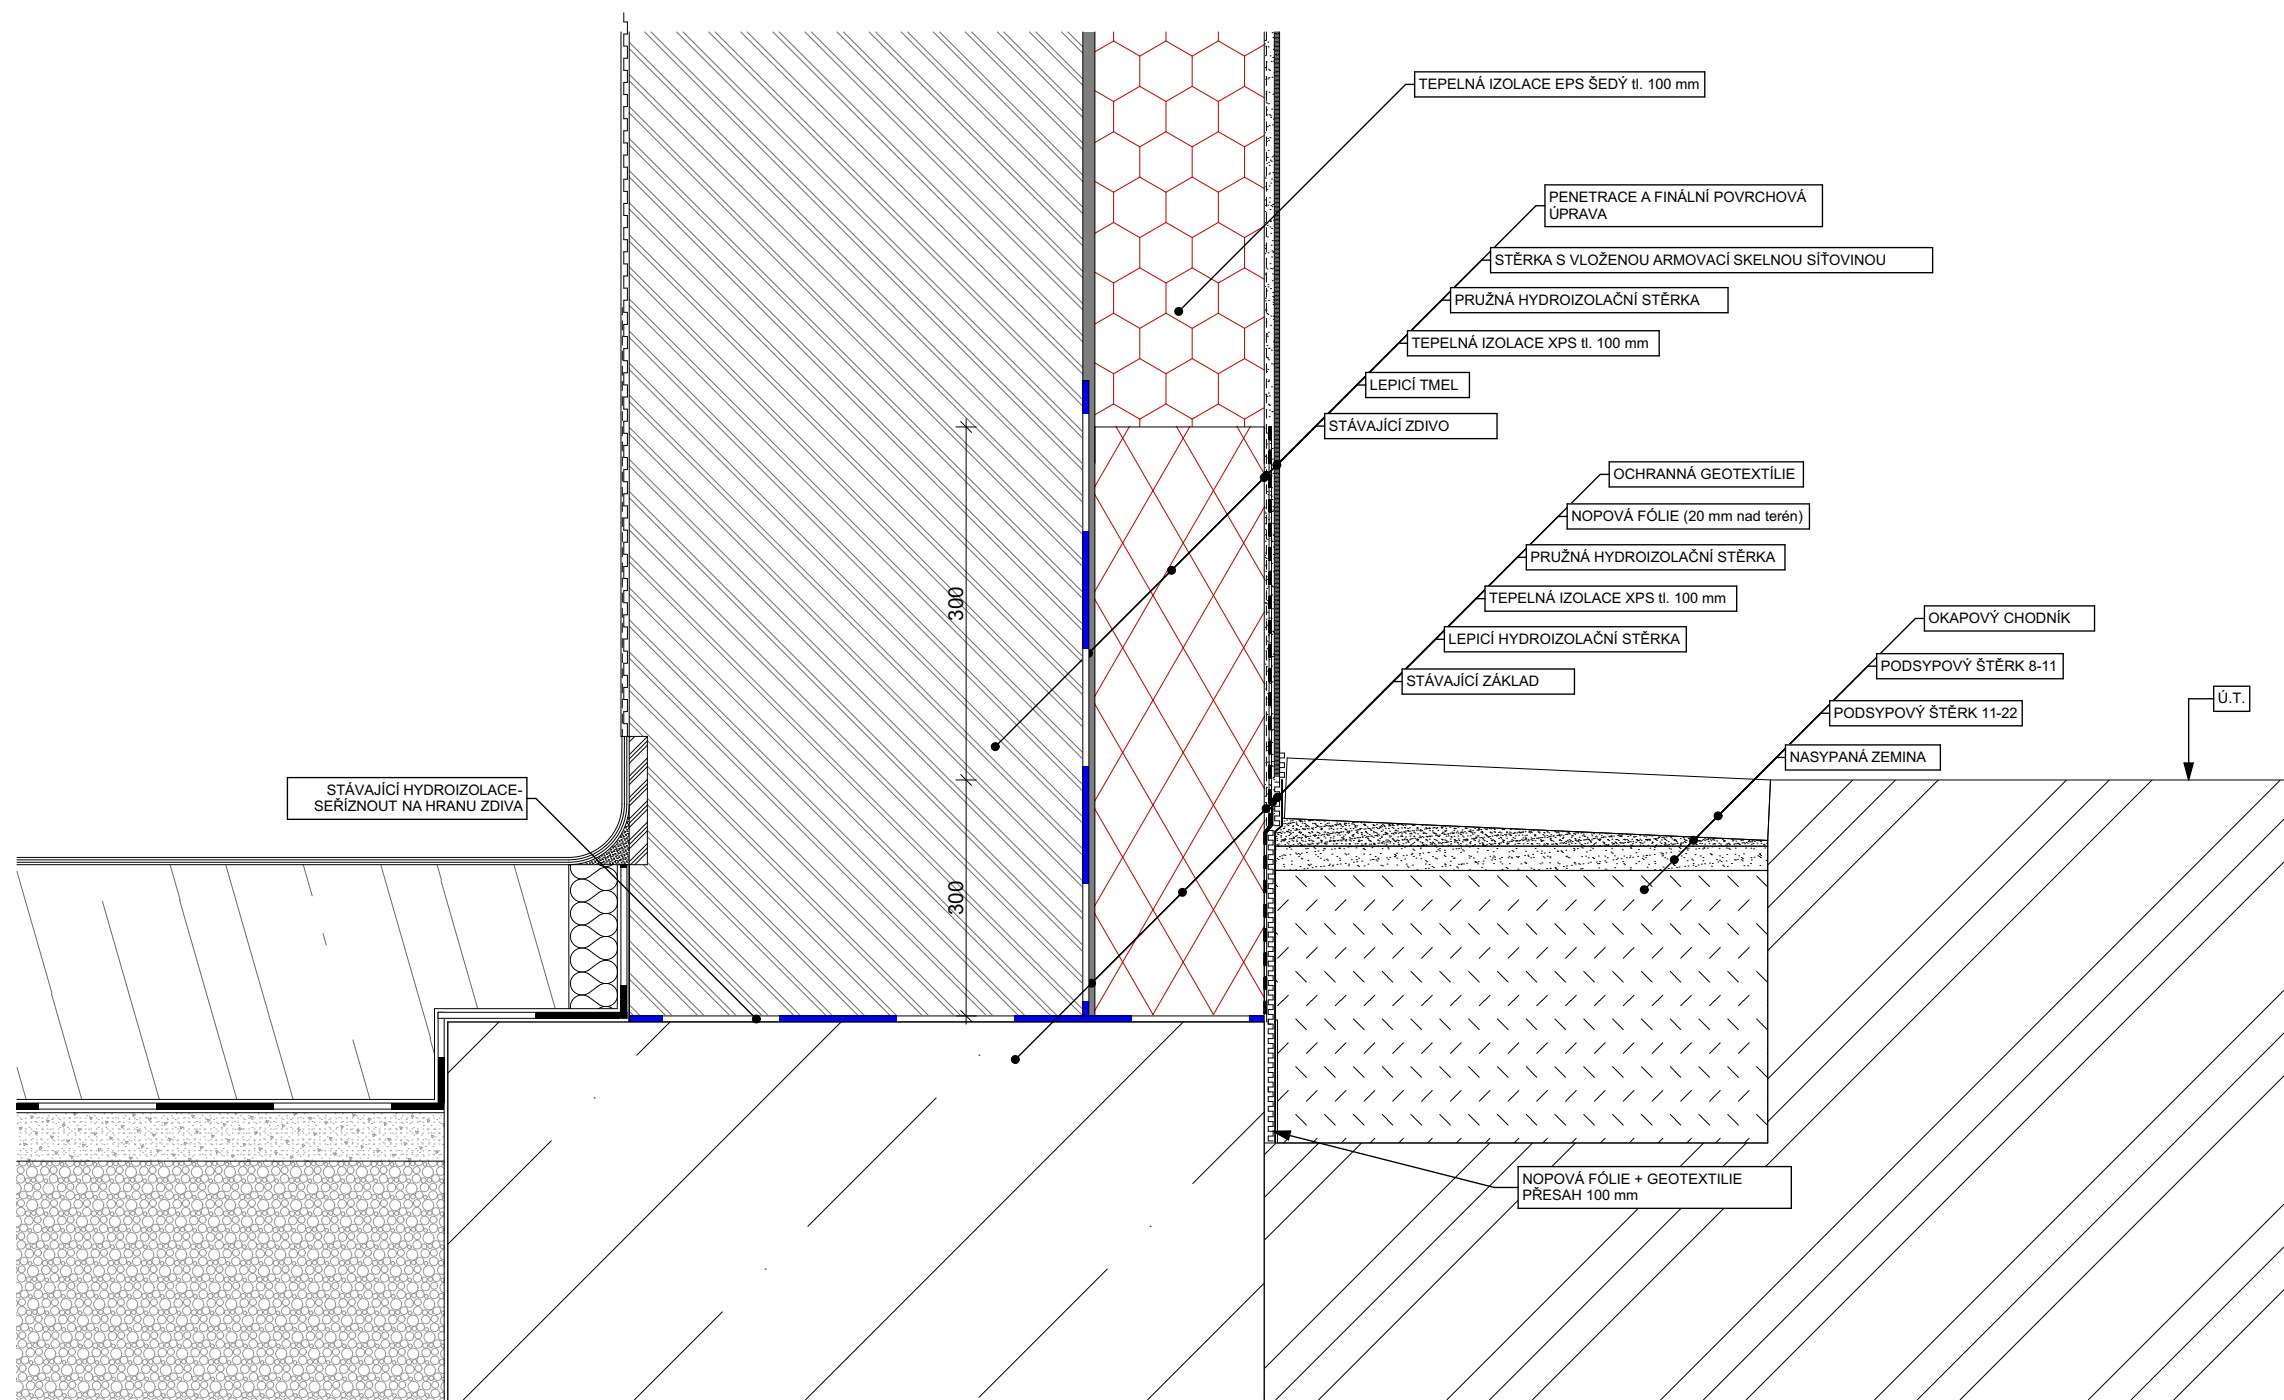 TEPELNÁ IZOLACE EPS ŠEDÝ tl. 100 mm
PENETRACE A FINÁLNÍ POVRCHOVÁ
ÚPRAVA
STĚRKA S VLOŽENOU ARMOVACÍ SKELNOU SÍŤOVINOU
PRUŽNÁ HYDROIZOLAČNÍ STĚRKA
TEPELNÁ IZOLACE XPS tl. 100 mm
LEPICÍ TMEL
STÁVAJÍCÍ ZDIVO
OCHRANNÁ GEOTEXTÍLIE
NOPOVÁ FÓLIE (20 mm nad terén)
PRUŽNÁ HYDROIZOLAČNÍ STĚRKA
TEPELNÁ IZOLACE XPS tl. 100 mm
LEPICÍ HYDROIZOLAČNÍ STĚRKA
STÁVAJÍCÍ ZÁKLAD
OKAPOVÝ CHODNÍK
PODSYPOVÝ ŠTĚRK 8-11
PODSYPOVÝ ŠTĚRK 11-22
NASYPANÁ ZEMINA
Ú.T.
300
300
STÁVAJÍCÍ HYDROIZOLACE-
SEŘÍZNOUT NA HRANU ZDIVA
NOPOVÁ FÓLIE + GEOTEXTILIE
PŘESAH 100 mm